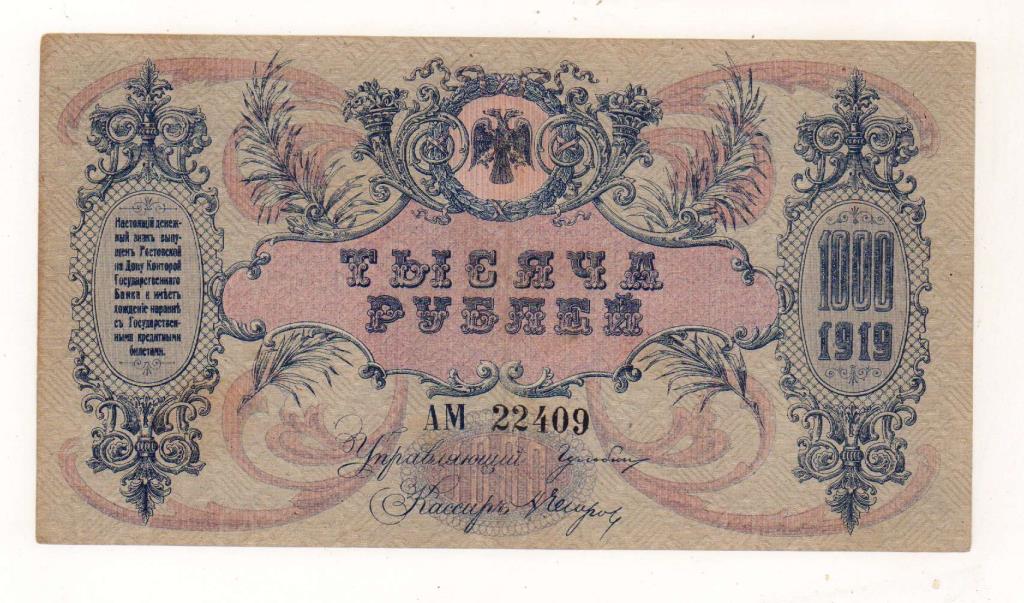 Настоящій денеж-
ный знакъ выпу-
щенъ Ростовской
на Дону Конторой
Государственнаго
Банка и имѣетъ
хожденіе наравнѣ
съ Государствен-
ными кредитными
билетами.
ТЫСЯЧА
РУБЛЕЙ
1000
1919
АМ 22409
Управляющій
Кассиръ